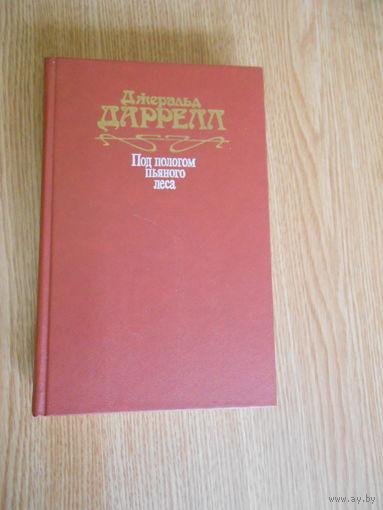 Джеральд
ДАРРЕЛЛ
Под пологом
пьяного
леса
www.ay.by